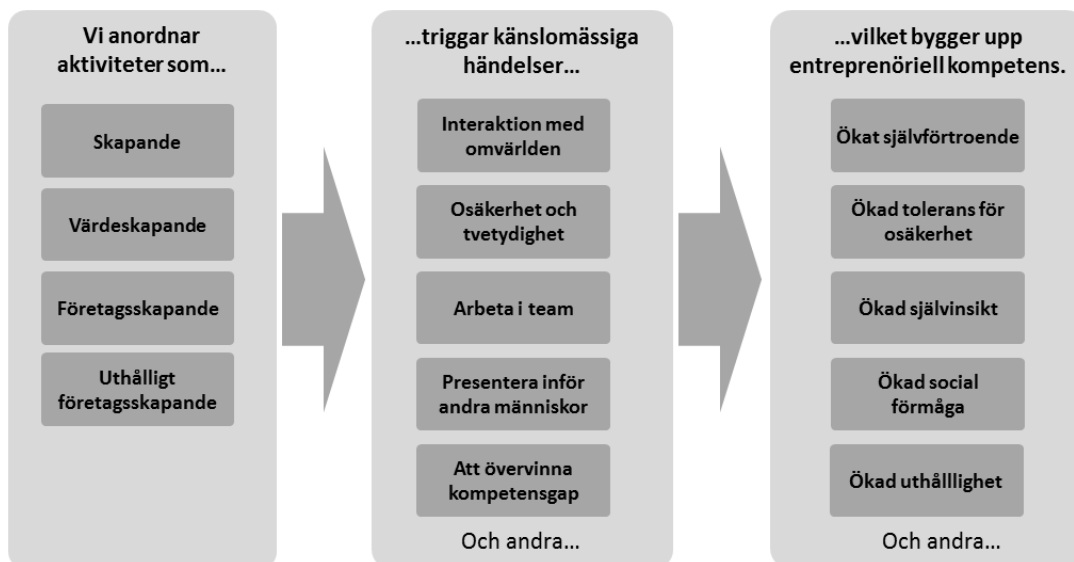 Vi anordnar
aktiviteter som...
Skapande
Värdeskapande
Företagsskapande
Uthålligt
företagsskapande
...triggar känslomässiga
händelser...
Interaktion med
omvärlden
Osäkerhet och
tvetydighet
Arbeta i team
Presentera inför
andra människor
Att övervinna
kompetensgap
Och andra...
...vilket bygger upp
entreprenöriell kompetens.
Ökat självförtroende
Ökad tolerans för
osäkerhet
Ökad självinsikt
Ökad social
förmåga
Ökad uthålllighet
Och andra...